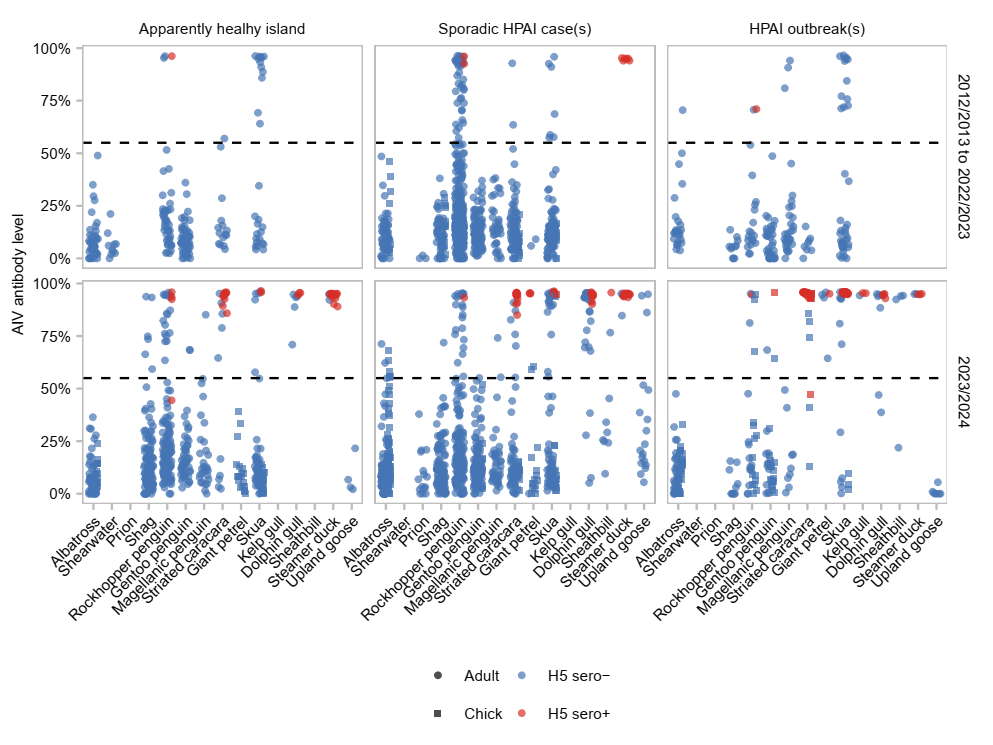 Apparently healhy island
Sporadic HPAI case(s)
HPAI outbreak(s)
AIV antibody level
100%
75%
50%
25%
0%
2012/2013 to 2022/2023
100%
75%
50%
25%
0%
2023/2024
Albatross
Shearwater
Prion
Shag
Rockhopper penguin
Gentoo penguin
Magellanic penguin
Striated caracara
Giant petrel
Skua
Kelp gull
Dolphin gull
Sheathbill
Steamer duck
Upland goose
Albatross
Shearwater
Prion
Shag
Rockhopper penguin
Gentoo penguin
Magellanic penguin
Striated caracara
Giant petrel
Skua
Kelp gull
Dolphin gull
Sheathbill
Steamer duck
Upland goose
Albatross
Shearwater
Prion
Shag
Rockhopper penguin
Gentoo penguin
Magellanic penguin
Striated caracara
Giant petrel
Skua
Kelp gull
Dolphin gull
Sheathbill
Steamer duck
Upland goose
Adult
H5 sero−
Chick
H5 sero+